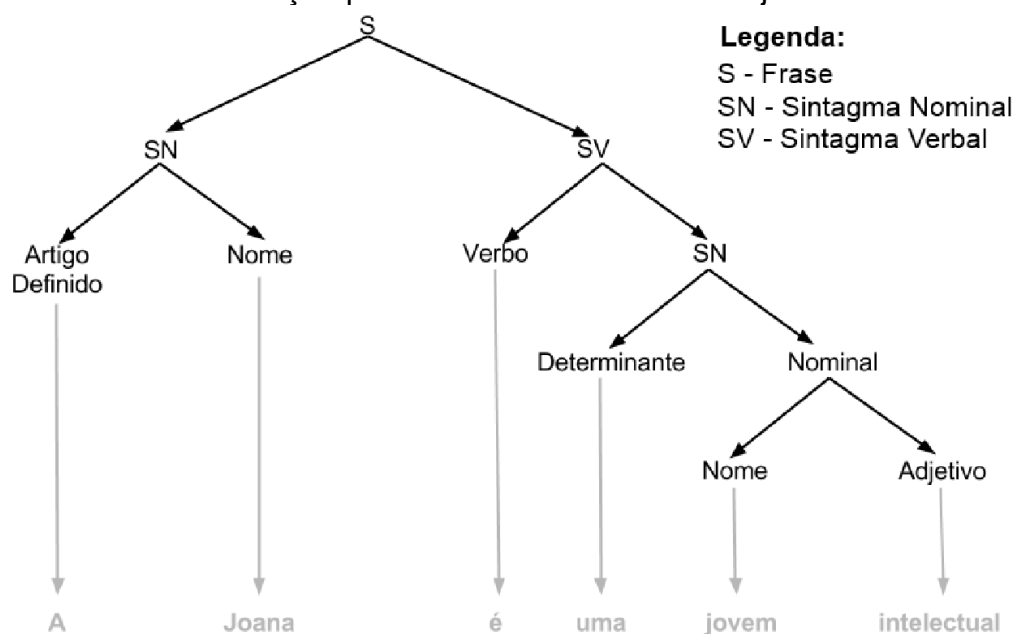 S
Legenda:
S - Frase
SN - Sintagma Nominal
SV - Sintagma Verbal
SN
SV
Artigo
Definido
Nome
Verbo
SN
Determinante
Nominal
Nome
Adjetivo
A Joana é uma jovem intelectual